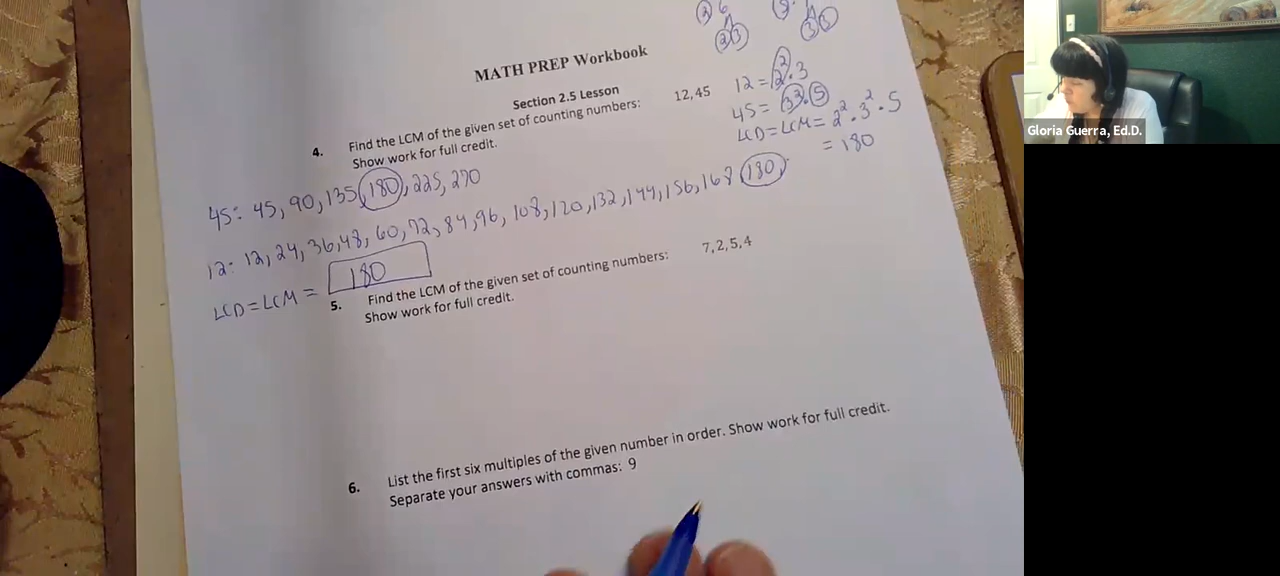 2 6
2 3
3 5
MATH PREP Workbook
Section 2.5 Lesson
4. Find the LCM of the given set of counting numbers: 12,45
Show work for full credit.
12 = 2² · 3
45 = 3² · 5
LCD = LCM = 2² · 3² · 5
= 180
45: 45, 90, 135, 180, 225, 270
12: 12, 24, 36, 48, 60, 72, 84, 96, 108, 120, 132, 144, 156, 168 180,
LCD = LCM = 180
5. Find the LCM of the given set of counting numbers: 7,2,5,4
Show work for full credit.
6. List the first six multiples of the given number in order. Show work for full credit.
Separate your answers with commas: 9
Gloria Guerra, Ed.D.